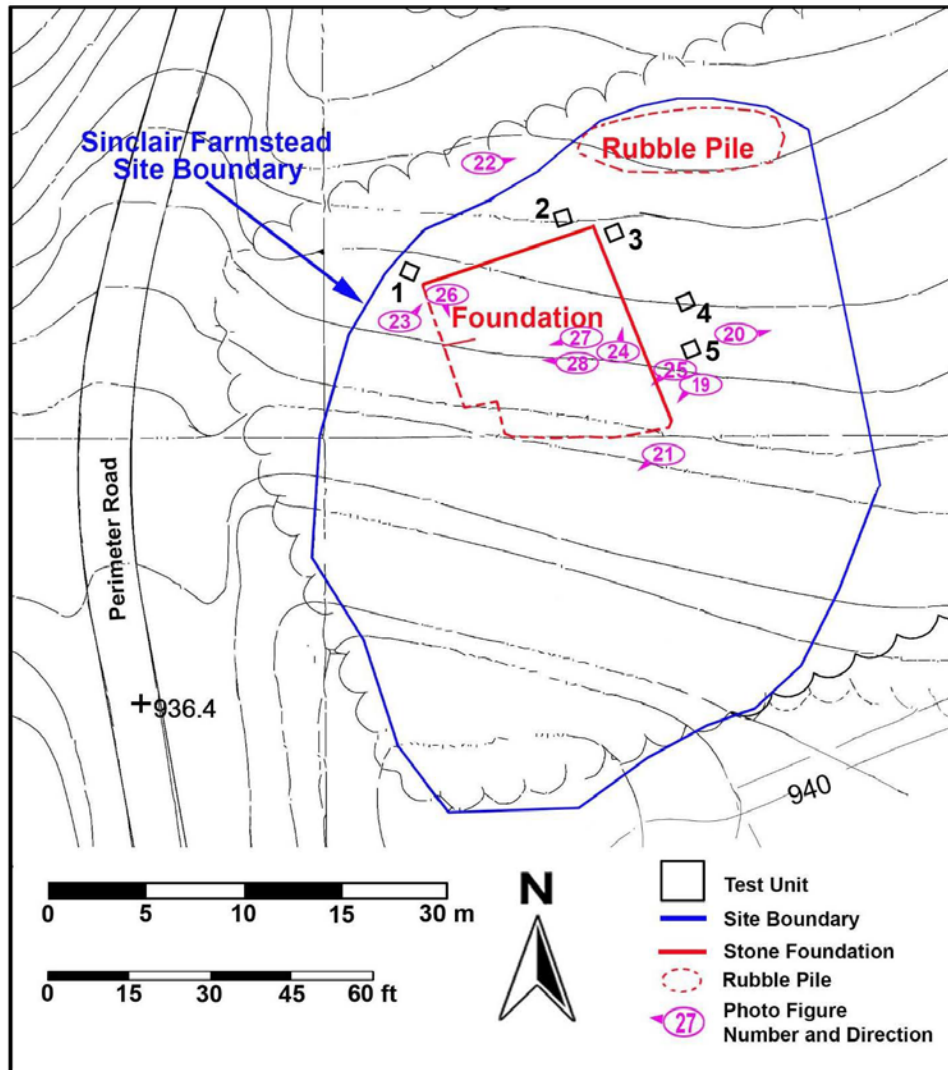 Sinclair Farmstead
Site Boundary
Rubble Pile
22
2
3
1
26
23
Foundation
4
27
20
24
5
28
25
19
21
Perimeter Road
936.4
940
0 5 10 15 30 m
0 15 30 45 60 ft
N
Test Unit
Site Boundary
Stone Foundation
Rubble Pile
27
Photo Figure
Number and Direction